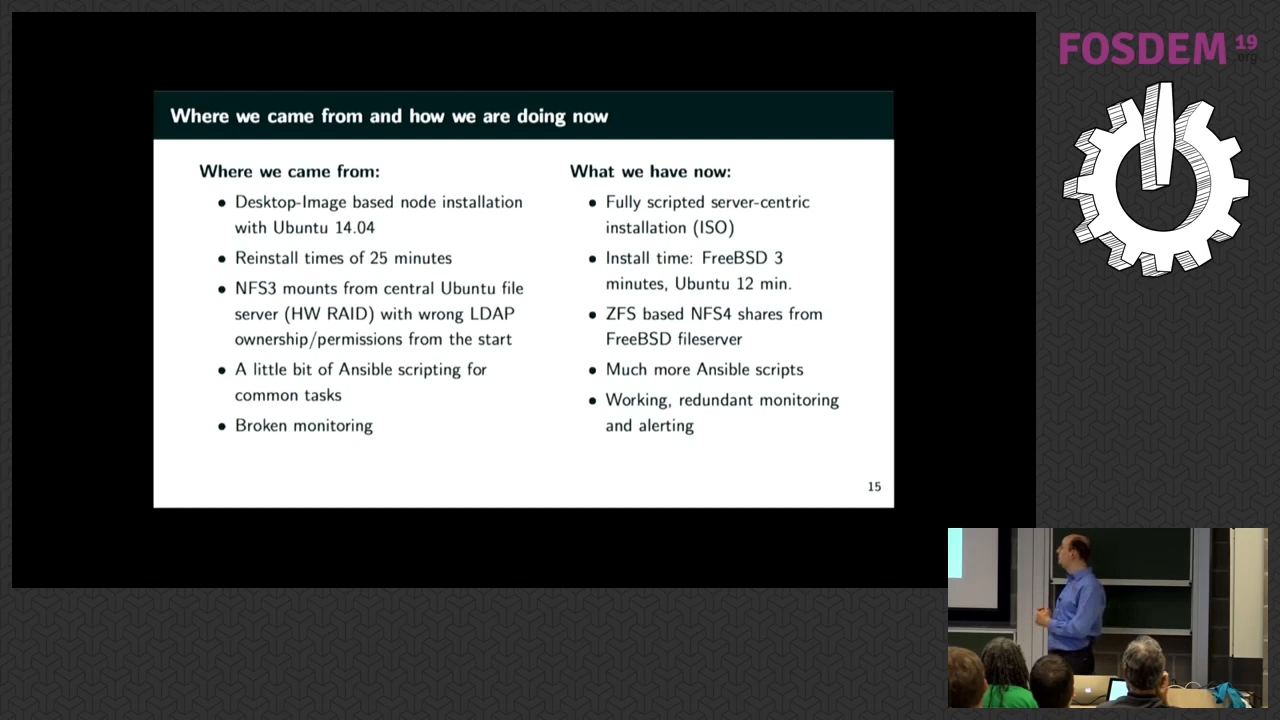 FOSDEM 19
.org
Where we came from and how we are doing now
Where we came from:
• Desktop-Image based node installation
with Ubuntu 14.04
• Reinstall times of 25 minutes
• NFS3 mounts from central Ubuntu file
server (HW RAID) with wrong LDAP
ownership/permissions from the start
• A little bit of Ansible scripting for
common tasks
• Broken monitoring
What we have now:
• Fully scripted server-centric
installation (ISO)
• Install time: FreeBSD 3
minutes, Ubuntu 12 min.
• ZFS based NFS4 shares from
FreeBSD fileserver
• Much more Ansible scripts
• Working, redundant monitoring
and alerting
15